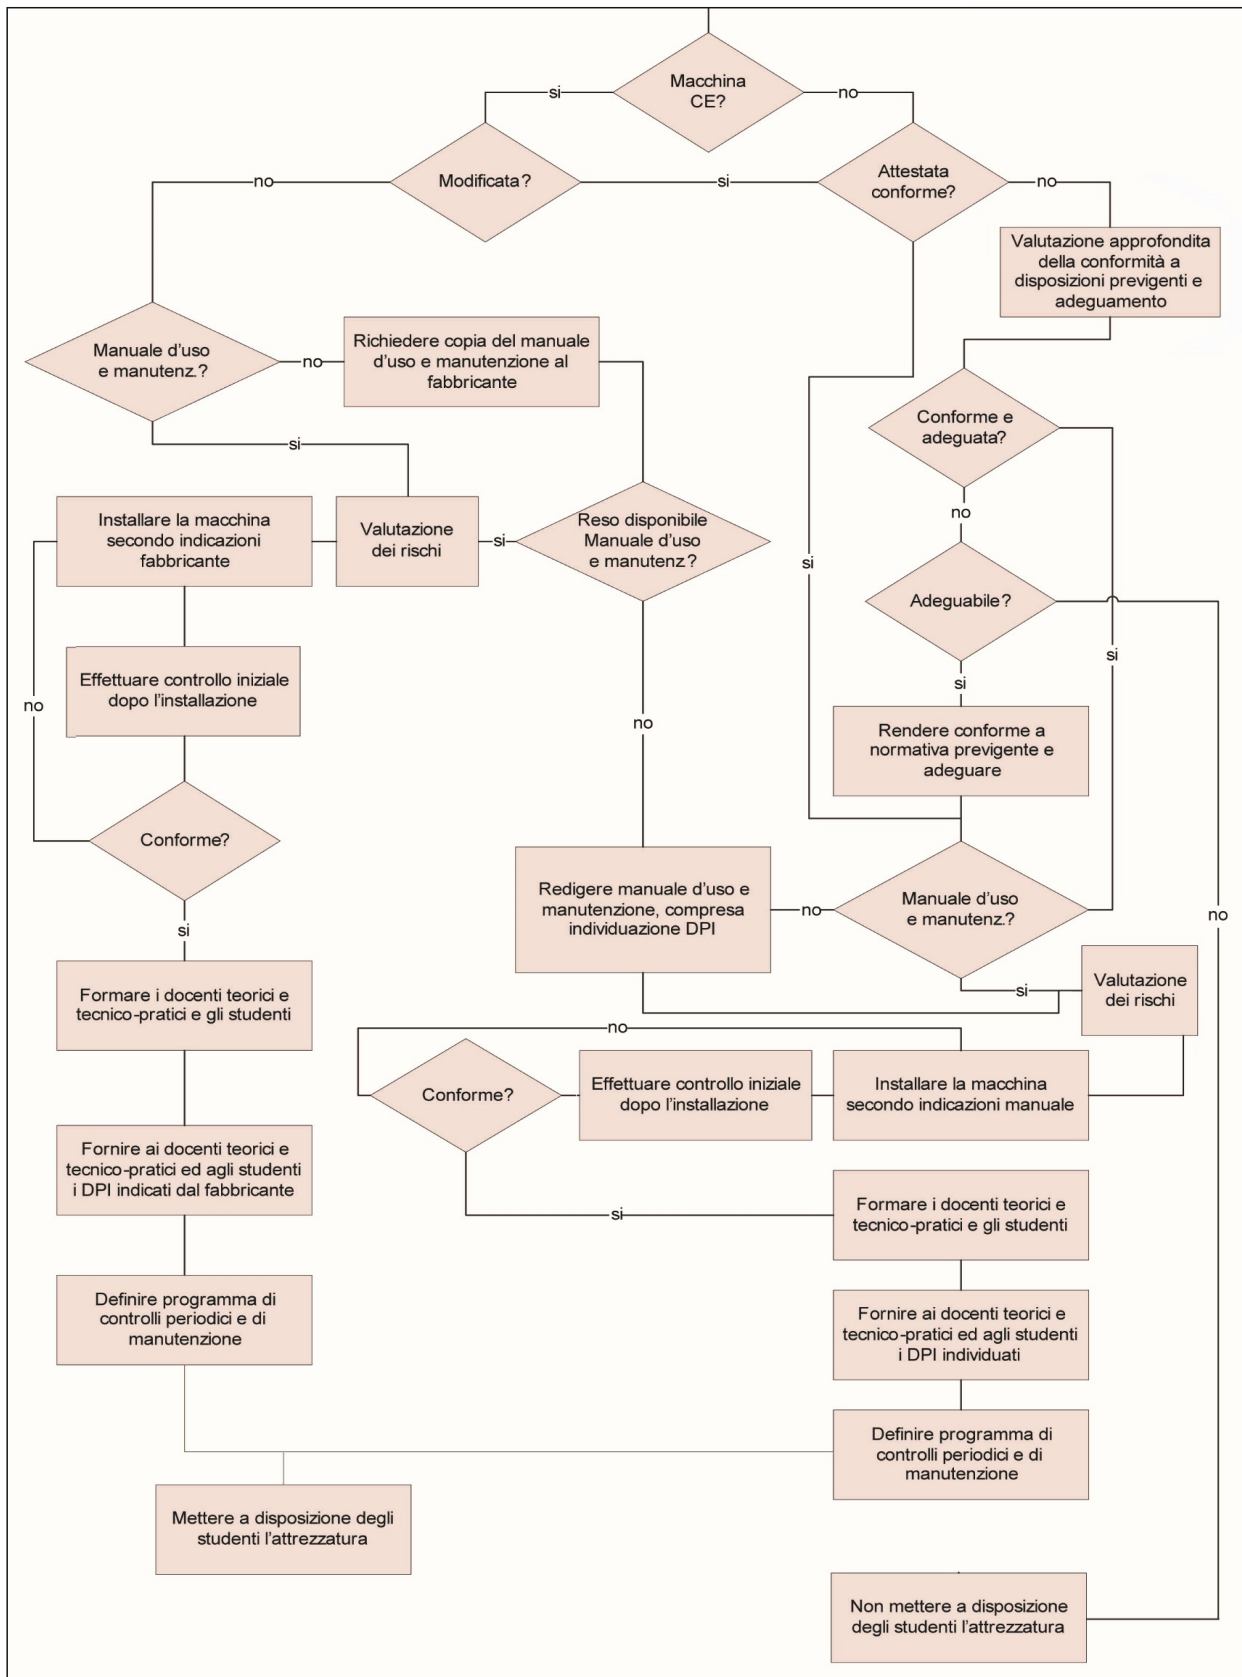 Macchina
CE?
si
no
Modificata?
no
si
Attestata
conforme?
no
Valutazione approfondita
della conformità a
disposizioni previgenti e
adeguamento
Manuale d'uso
e manutenz.?
no
Richiedere copia del manuale
d'uso e manutenzione al
fabbricante
si
Conforme e
adeguata?
no
si
Installare la macchina
secondo indicazioni
fabbricante
Valutazione
dei rischi
si
Reso disponibile
Manuale d'uso
e manutenz.?
si
Adeguabile?
si
no
Effettuare controllo iniziale
dopo l'installazione
no
no
Rendere conforme a
normativa previgente e
adeguare
Conforme?
si
Redigere manuale d'uso e
manutenzione, compresa
individuazione DPI
no
Manuale d'uso
e manutenz.?
si
Valutazione
dei rischi
Formare i docenti teorici e
tecnico-pratici e gli studenti
no
Conforme?
Effettuare controllo iniziale
dopo l'installazione
Installare la macchina
secondo indicazioni manuale
si
Fornire ai docenti teorici e
tecnico-pratici ed agli studenti
i DPI indicati dal fabbricante
Formare i docenti teorici e
tecnico-pratici e gli studenti
Definire programma di
controlli periodici e di
manutenzione
Fornire ai docenti teorici e
tecnico-pratici ed agli studenti
i DPI individuati
Definire programma di
controlli periodici e di
manutenzione
Mettere a disposizione degli
studenti l'attrezzatura
Non mettere a disposizione
degli studenti l'attrezzatura